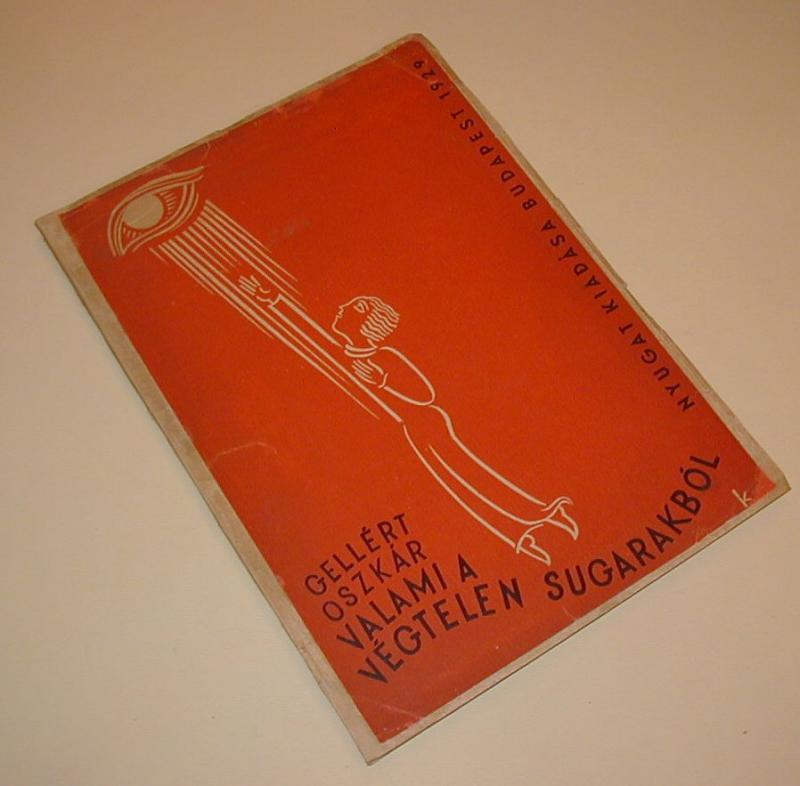 GELLÉRT
OSZKÁR
VALAMI A
VÉGTELEN SUGARAKBÓL
NYUGAT KIADÁSA BUDAPEST 1929
k